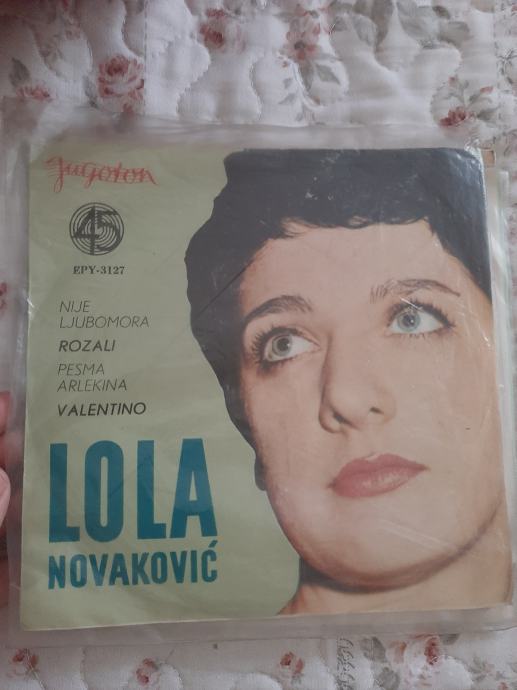 Jugoton
45
EPY-3127
NIJE
LJUBOMORA
ROZALI
PESMA
ARLEKINA
VALENTINO
LOLA
NOVAKOVIĆ